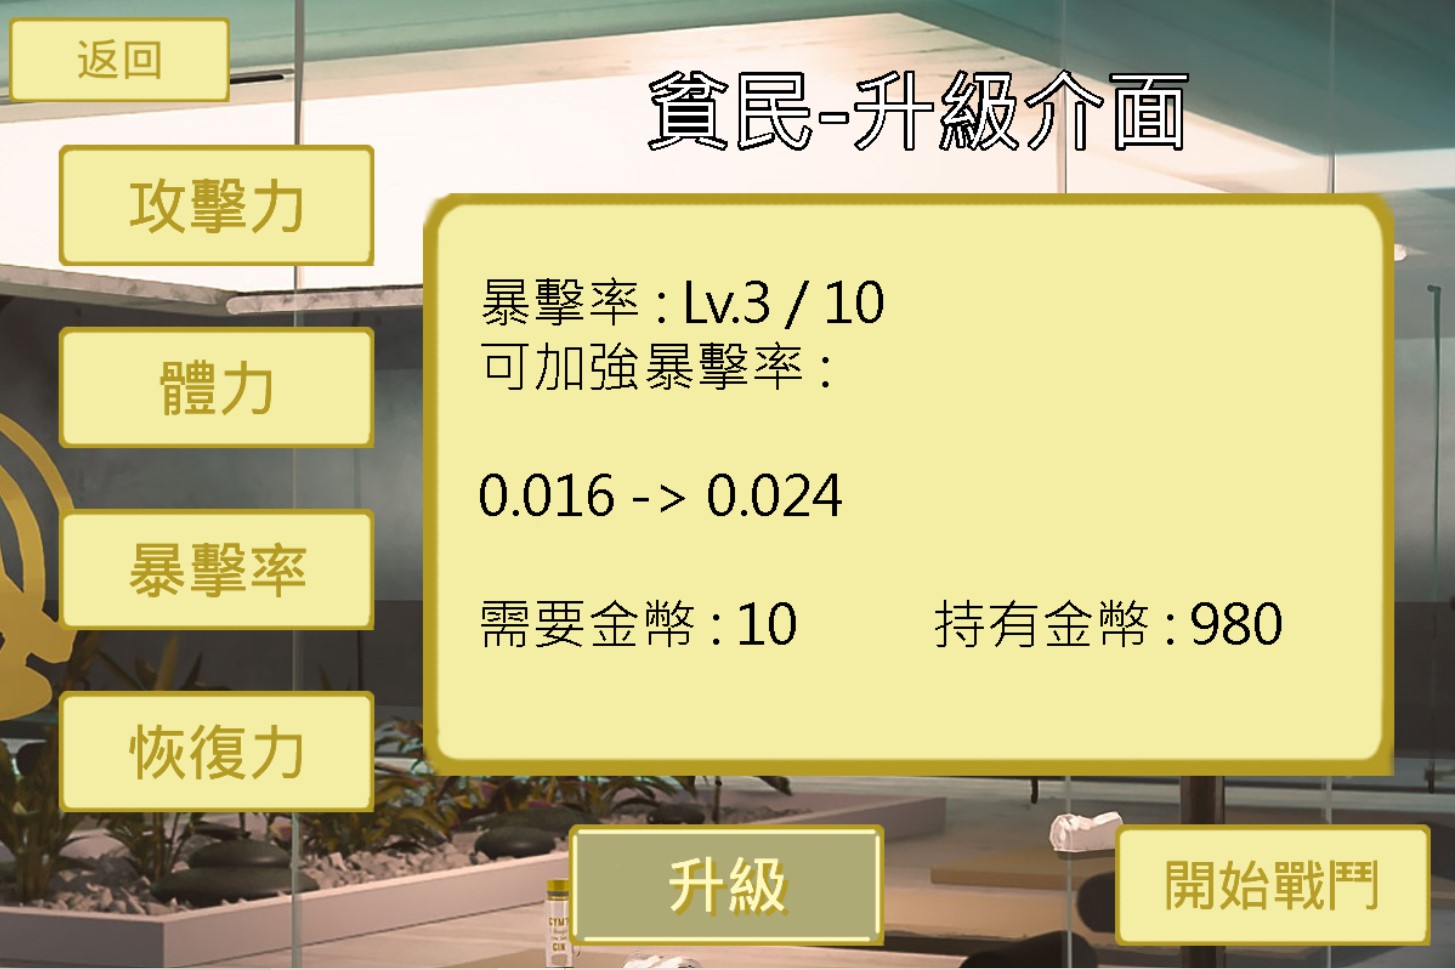 返回
貧民-升級介面
攻擊力
體力
暴擊率
恢復力
暴擊率 : Lv.3 / 10
可加強暴擊率 :
0.016 -> 0.024
需要金幣 : 10 持有金幣 : 980
升級
開始戰鬥
GIN